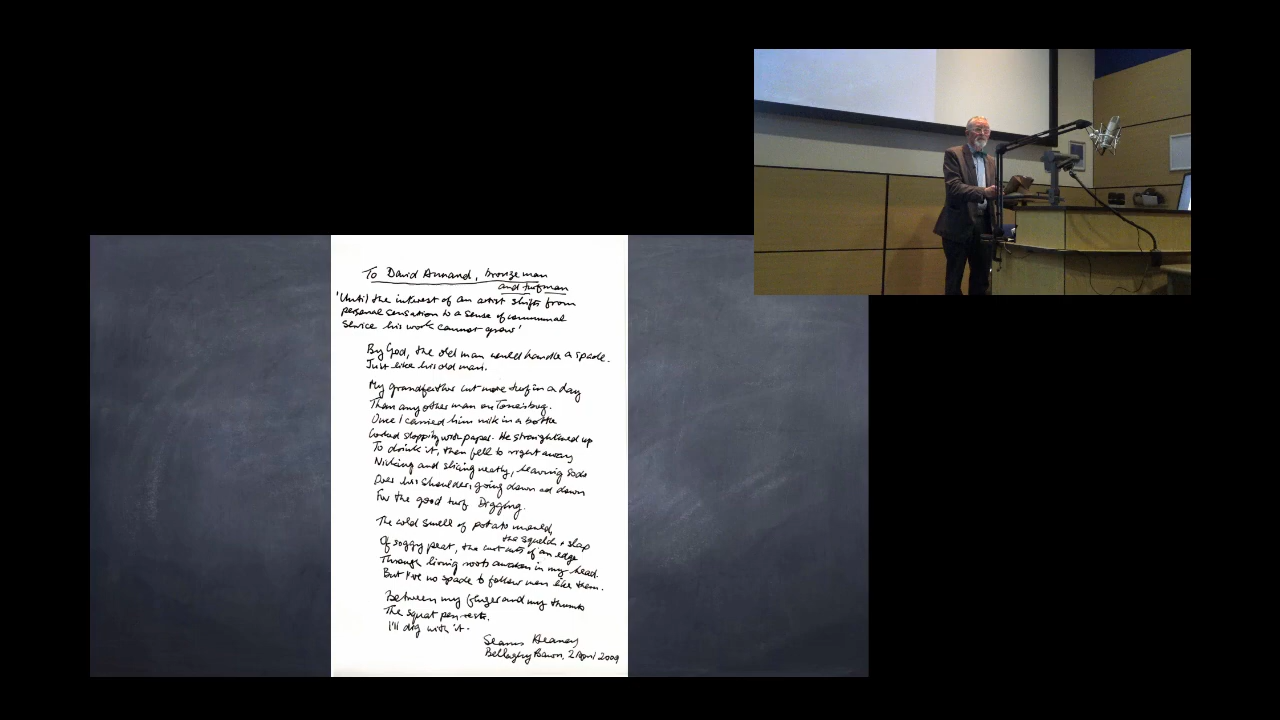 To David Annand, bronze man
and turfman
'Until the interest of an artist shifts from
personal sensation to a sense of communal
service his work cannot grow'
By God, the old man could handle a spade.
Just like his old man.
My grandfather cut more turf in a day
Than any other man on Toner's bog.
Once I carried him milk in a bottle
Corked sloppily with paper. He straightened up
To drink it, then fell to right away
Nicking and slicing neatly, heaving sods
Over his shoulder, going down and down
For the good turf. Digging.
The cold smell of potato mould,
the squelch + slap
Of soggy peat, the curt cuts of an edge
Through living roots awaken in my head.
But I've no spade to follow men like them.
Between my finger and my thumb
The squat pen rests.
I'll dig with it.
Seamus Heaney
Bellaghy Bawn, 2 April 2009